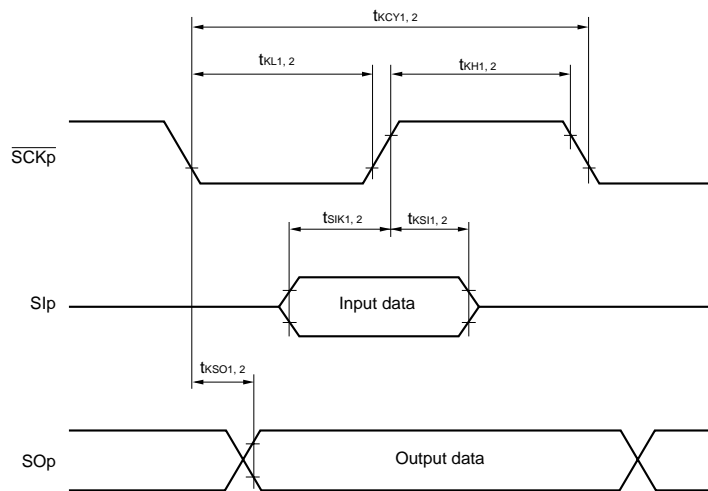 tKCY1, 2
tKL1, 2
tKH1, 2
SCKp
tSIK1, 2
tKSI1, 2
SIp
Input data
tKSO1, 2
SOp
Output data